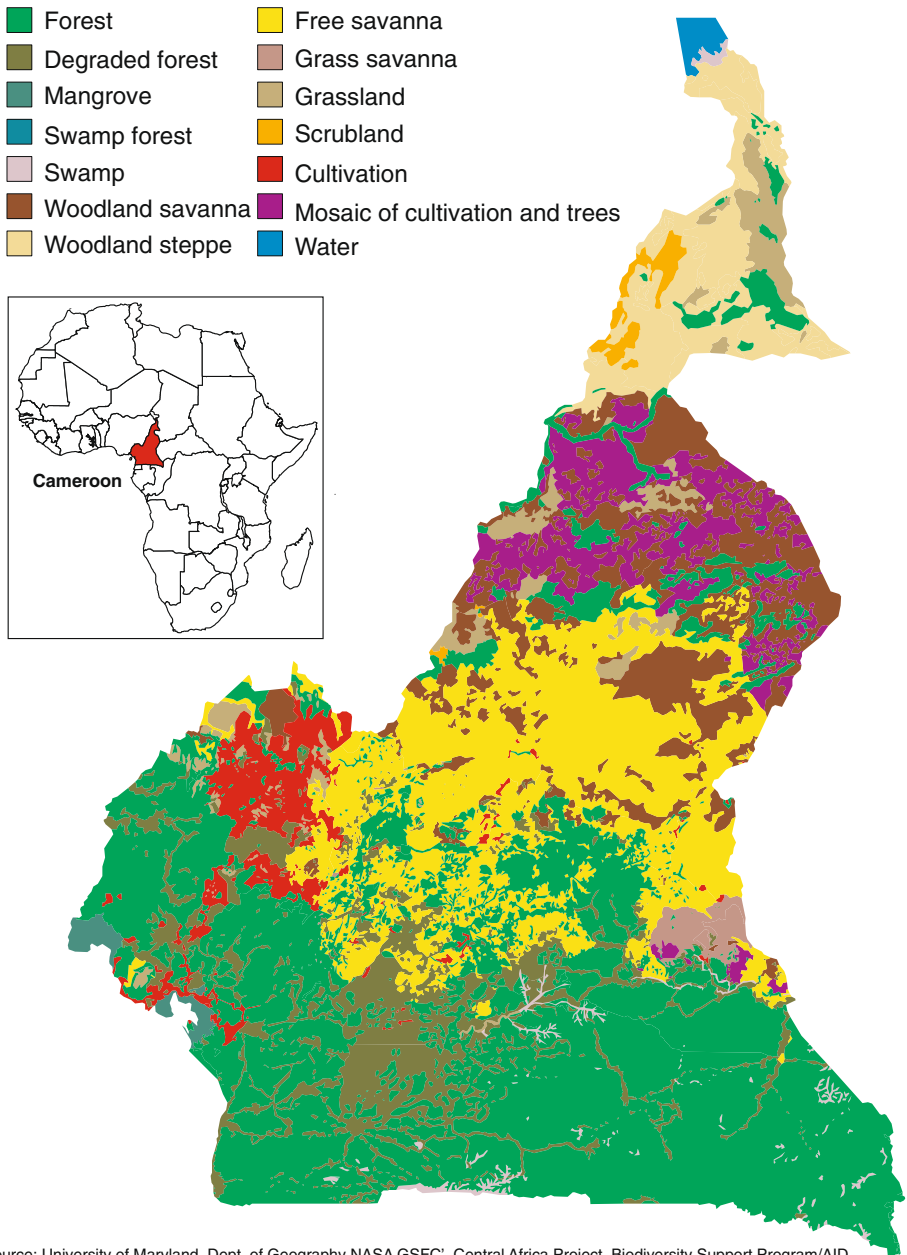 Forest
Degraded forest
Mangrove
Swamp forest
Swamp
Woodland savanna
Woodland steppe
Free savanna
Grass savanna
Grassland
Scrubland
Cultivation
Mosaic of cultivation and trees
Water
Cameroon
ource: University of Maryland, Dept. of Geography NASA GSFC', Central Africa Project, Biodiversity Support Program/AID